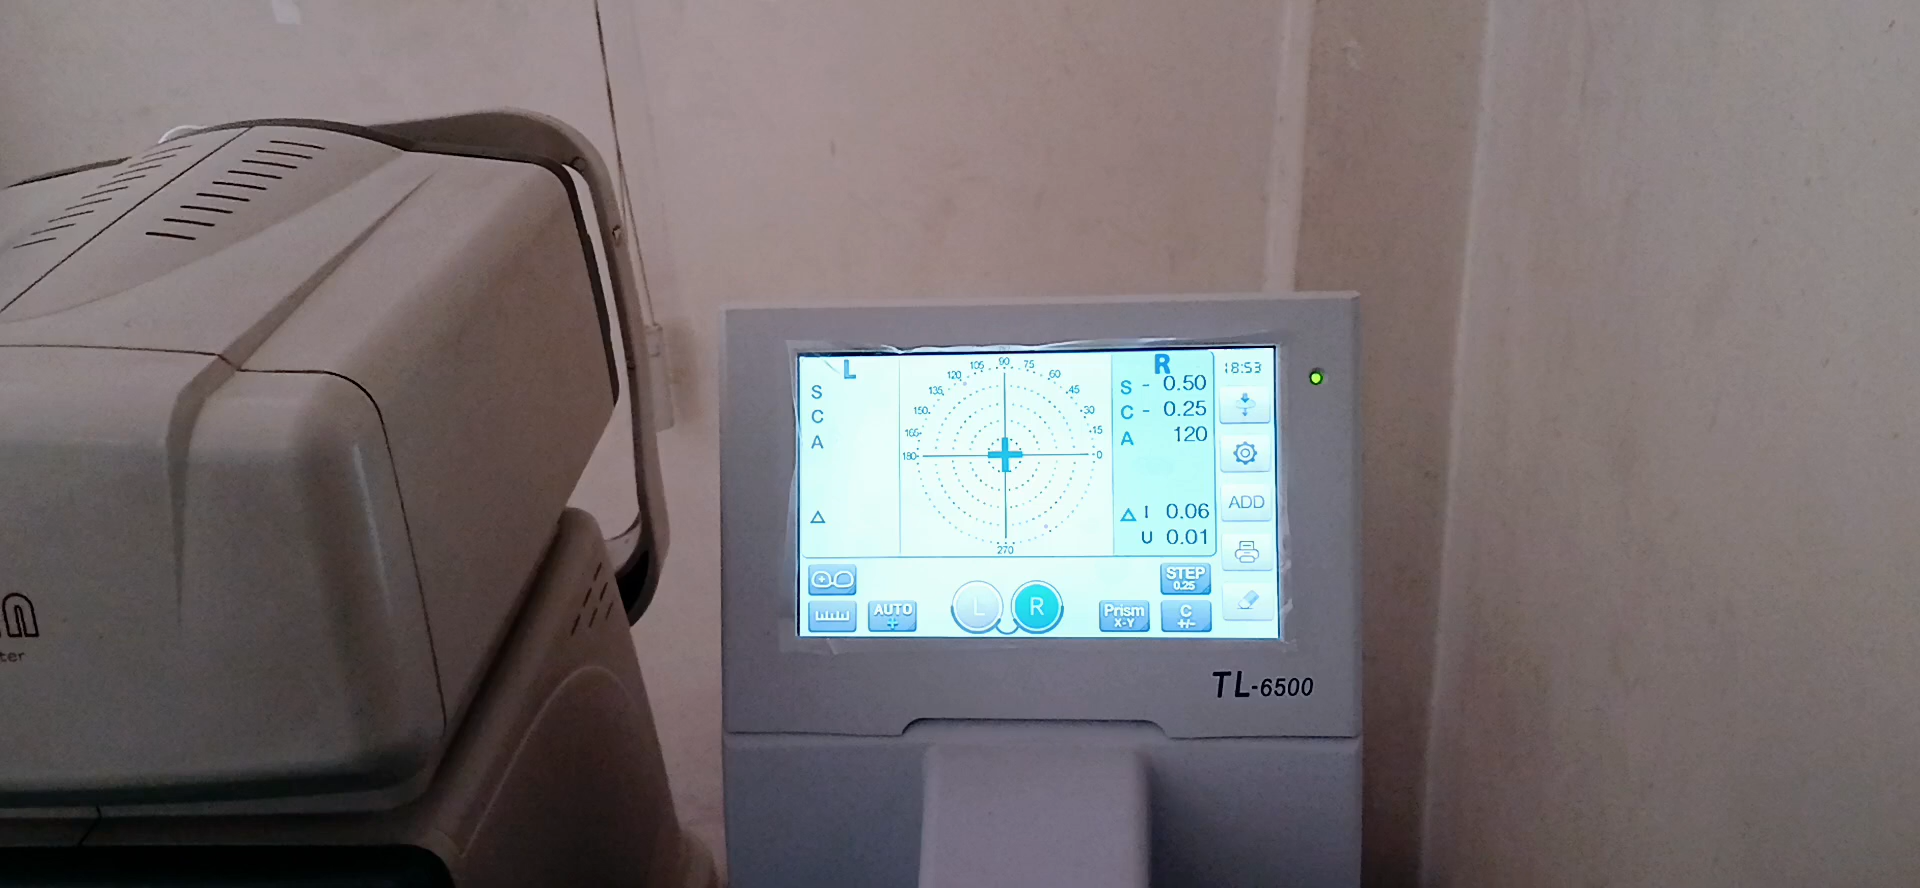 L
S
C
A
△
90
105
75
120
60
135
45
150
30
165
15
180
0
270
R
S - 0.50
C - 0.25
A 120
△ I 0.06
U 0.01
18:53
ADD
STEP
0.25
AUTO
+
L
R
Prism
X-Y
C
+/-
TL-6500